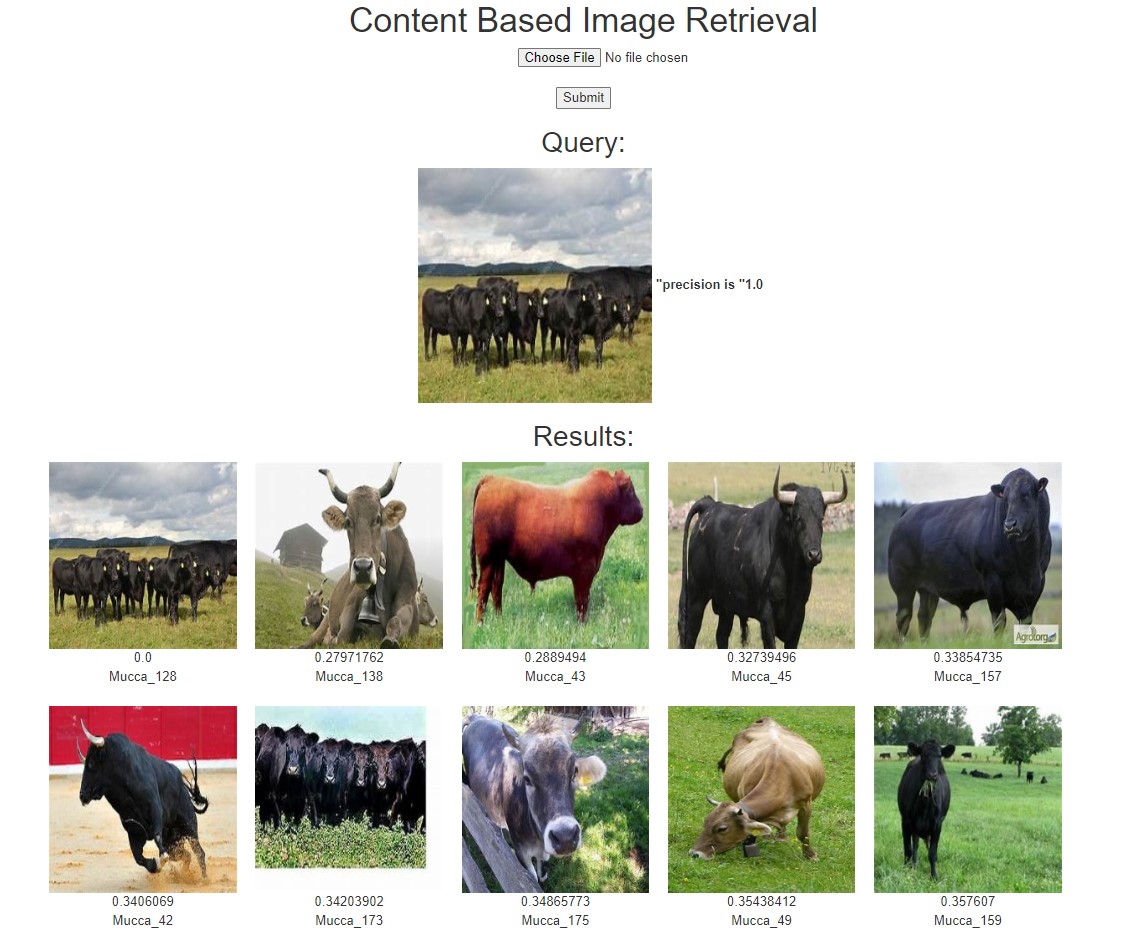 Content Based Image Retrieval
Choose File No file chosen
Submit
Query:
"precision is "1.0
Results:
Agrotorg
0.0 0.27971762 0.2889494 0.32739496 0.33854735
Mucca_128 Mucca_138 Mucca_43 Mucca_45 Mucca_157
0.3406069 0.34203902 0.34865773 0.35438412 0.357607
Mucca_42 Mucca_173 Mucca_175 Mucca_49 Mucca_159